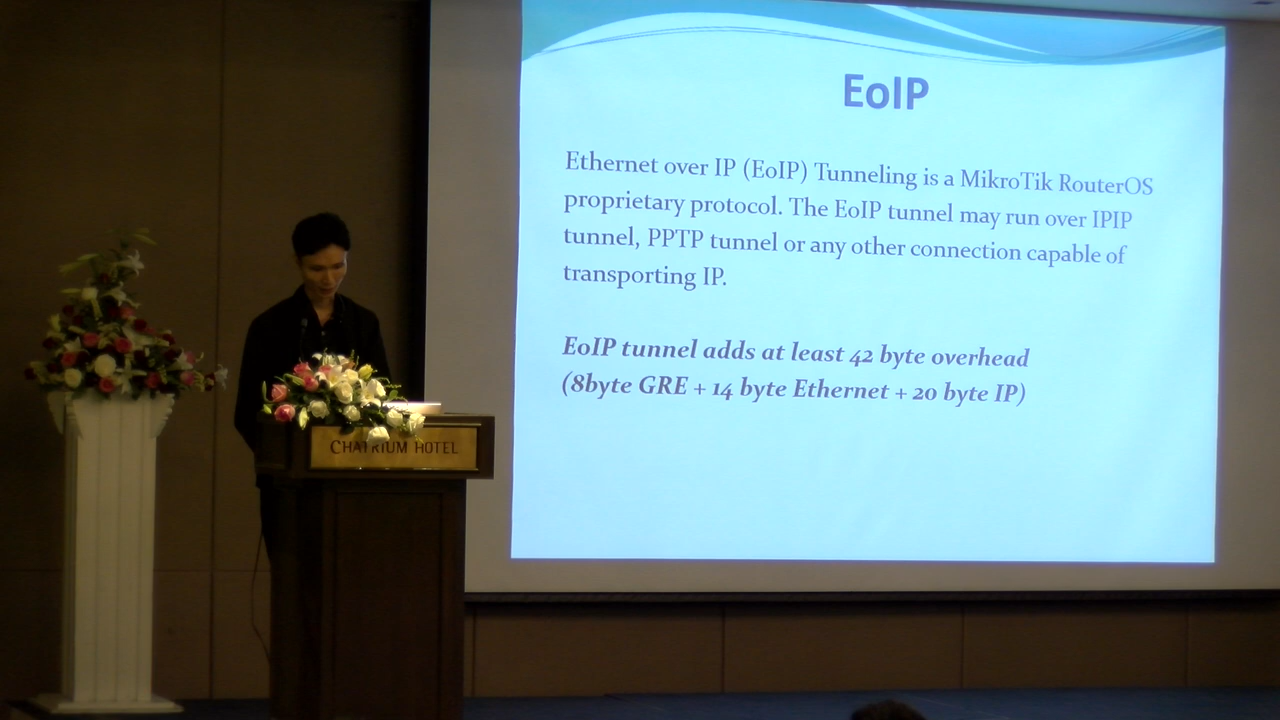 EoIP
Ethernet over IP (EoIP) Tunneling is a MikroTik RouterOS
proprietary protocol. The EoIP tunnel may run over IPIP
tunnel, PPTP tunnel or any other connection capable of
transporting IP.
EoIP tunnel adds at least 42 byte overhead
(8byte GRE + 14 byte Ethernet + 20 byte IP)
CHATRIUM HOTEL